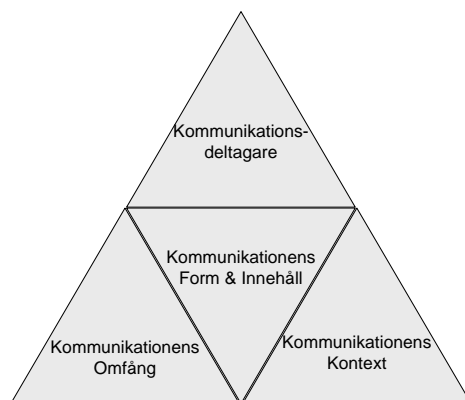 Kommunikations-
deltagare
Kommunikationens
Form & Innehåll
Kommunikationens
Omfång
Kommunikationens
Kontext